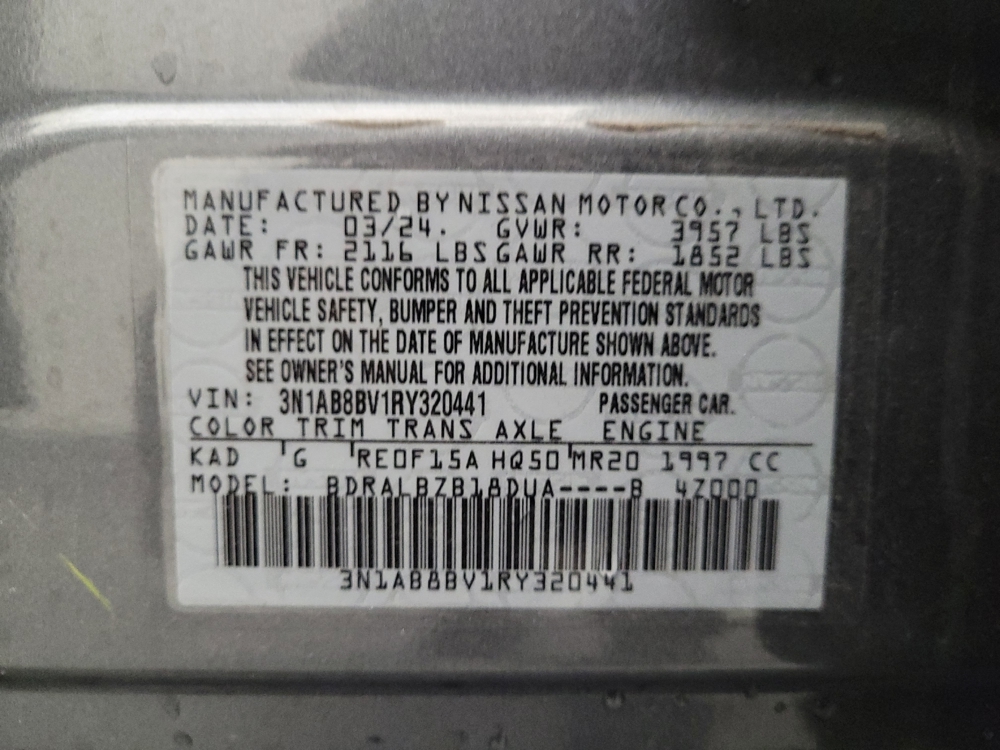 MANUFACTURED BY NISSAN MOTOR CO., LTD.
DATE: 03/24. GVWR: 3957 LBS
GAWR FR: 2116 LBS GAWR RR: 1852 LBS
THIS VEHICLE CONFORMS TO ALL APPLICABLE FEDERAL MOTOR
VEHICLE SAFETY, BUMPER AND THEFT PREVENTION STANDARDS
IN EFFECT ON THE DATE OF MANUFACTURE SHOWN ABOVE.
SEE OWNER'S MANUAL FOR ADDITIONAL INFORMATION.
VIN: 3N1AB8BV1RY320441 PASSENGER CAR.
COLOR TRIM TRANS AXLE ENGINE
KAD G RE0F15A HQ50 MR20 1997 CC
MODEL: BDRALBZB18DUA----B 4Z000
3N1AB8BV1RY320441